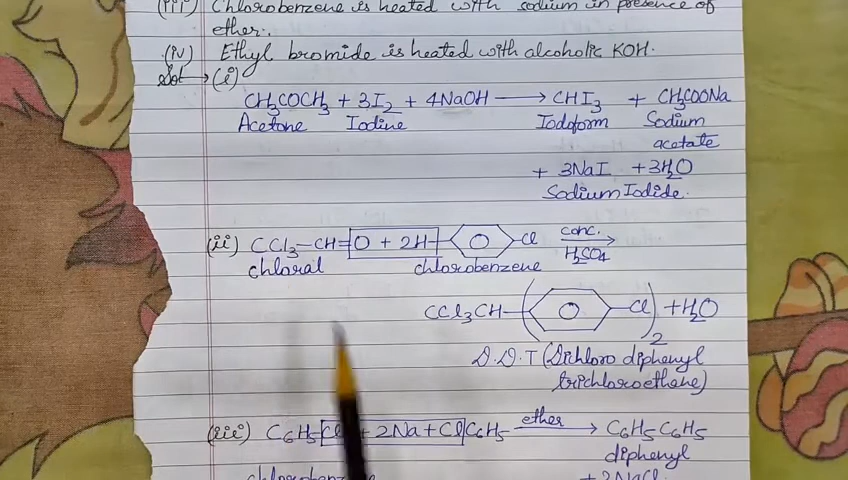 (iii) Chlorobenzene is heated with sodium in presence of
ether.
(iv) Ethyl bromide is heated with alcoholic KOH.
Sol → (i)
CH3COCH3 + 3I2 + 4NaOH → CHI3 + CH3COONa
Acetone Iodine Iodoform Sodium
acetate
+ 3NaI + 3H2O
Sodium Iodide.
(ii) CCl3-CH=O + 2H- -Cl conc. H2SO4
chloral chlorobenzene
CCl3CH-( -Cl)2 + H2O
D.D.T (Dichloro diphenyl
trichloroethane)
(iii) C6H5Cl + 2Na + ClC6H5 ether → C6H5C6H5
chlorobenzene diphenyl
+ 2NaCl